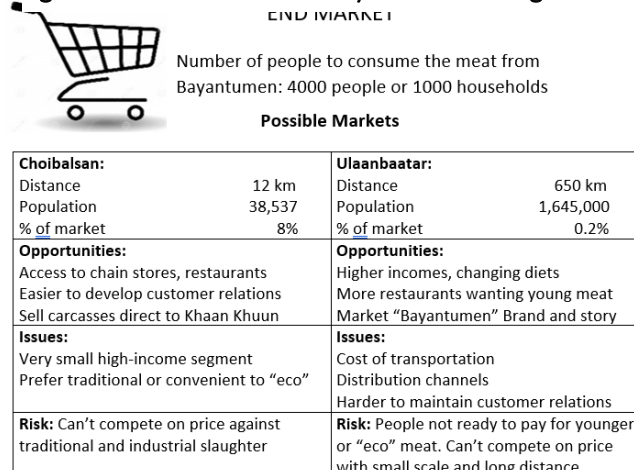 END MARKET
Number of people to consume the meat from
Bayantumen: 4000 people or 1000 households
Possible Markets
Choibalsan:
Distance 12 km
Population 38,537
% of market 8%
Opportunities:
Access to chain stores, restaurants
Easier to develop customer relations
Sell carcasses direct to Khaan Khuun
Issues:
Very small high-income segment
Prefer traditional or convenient to “eco”
Risk: Can’t compete on price against
traditional and industrial slaughter
Ulaanbaatar:
Distance 650 km
Population 1,645,000
% of market 0.2%
Opportunities:
Higher incomes, changing diets
More restaurants wanting young meat
Market “Bayantumen” Brand and story
Issues:
Cost of transportation
Distribution channels
Harder to maintain customer relations
Risk: People not ready to pay for younger
or “eco” meat. Can’t compete on price
with small scale and long distance